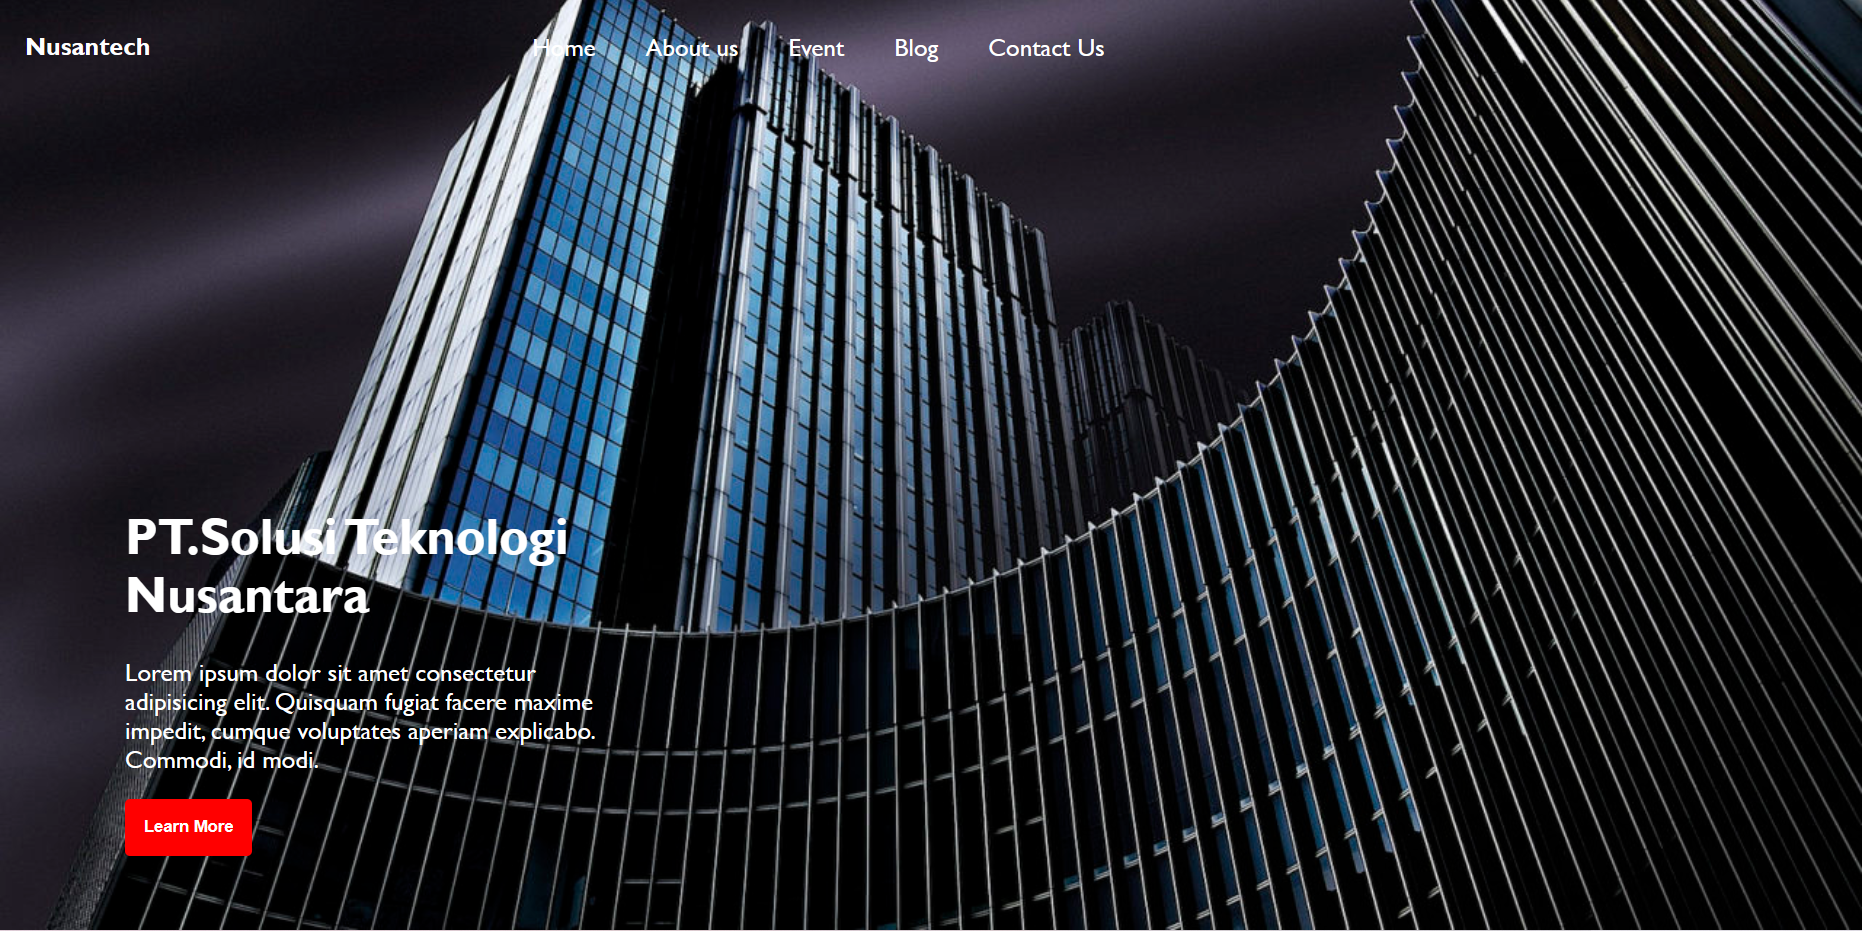 Nusantech
Home About us Event Blog Contact Us
PT.Solusi Teknologi
Nusantara
Lorem ipsum dolor sit amet consectetur
adipisicing elit. Quisquam fugiat facere maxime
impedit, cumque voluptates aperiam explicabo.
Commodi, id modi.
Learn More